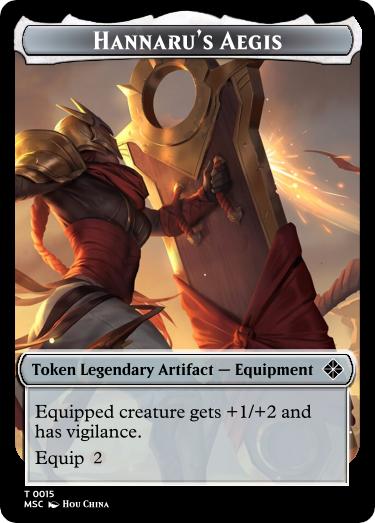 Hannaru's Aegis
Token Legendary Artifact — Equipment
Equipped creature gets +1/+2 and
has vigilance.
Equip 2
T 0015
MSC Hou China